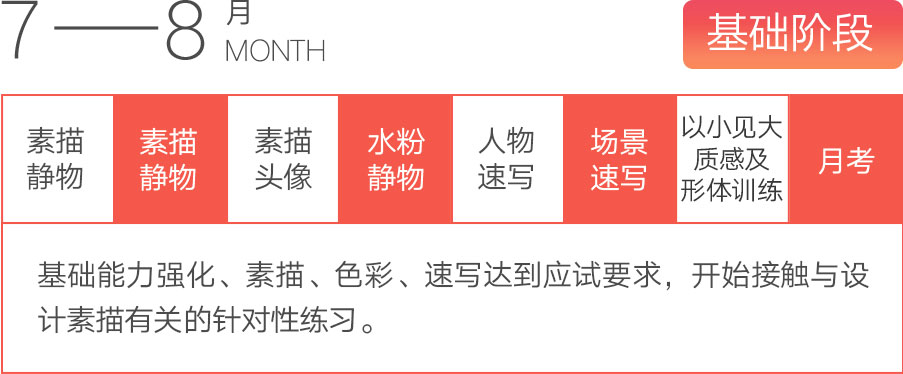 7——8月
MONTH
基础阶段
素描
静物
素描
静物
素描
头像
水粉
静物
人物
速写
场景
速写
以小见大
质感及
形体训练
月考
基础能力强化、素描、色彩、速写达到应试要求，开始接触与设
计素描有关的针对性练习。